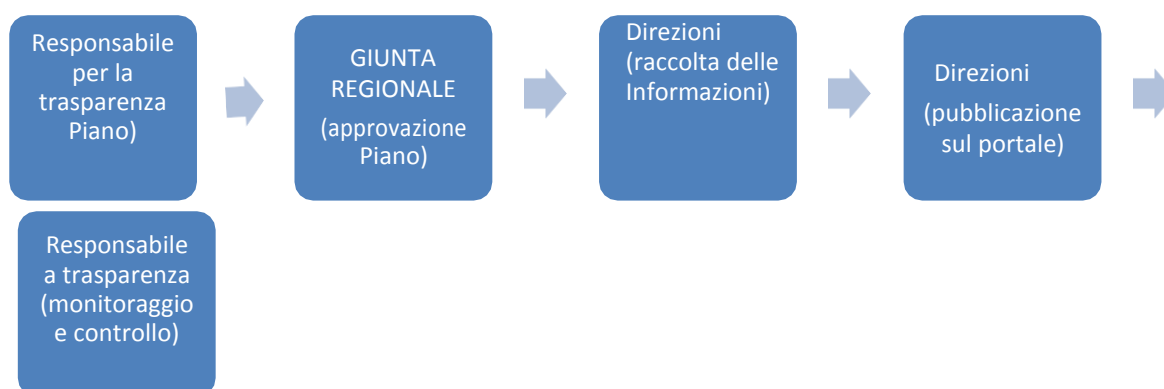 Responsabile
per la
trasparenza
Piano)
GIUNTA
REGIONALE
(approvazione
Piano)
Direzioni
(raccolta delle
Informazioni)
Direzioni
(pubblicazione
sul portale)
Responsabile
a trasparenza
(monitoraggio
e controllo)